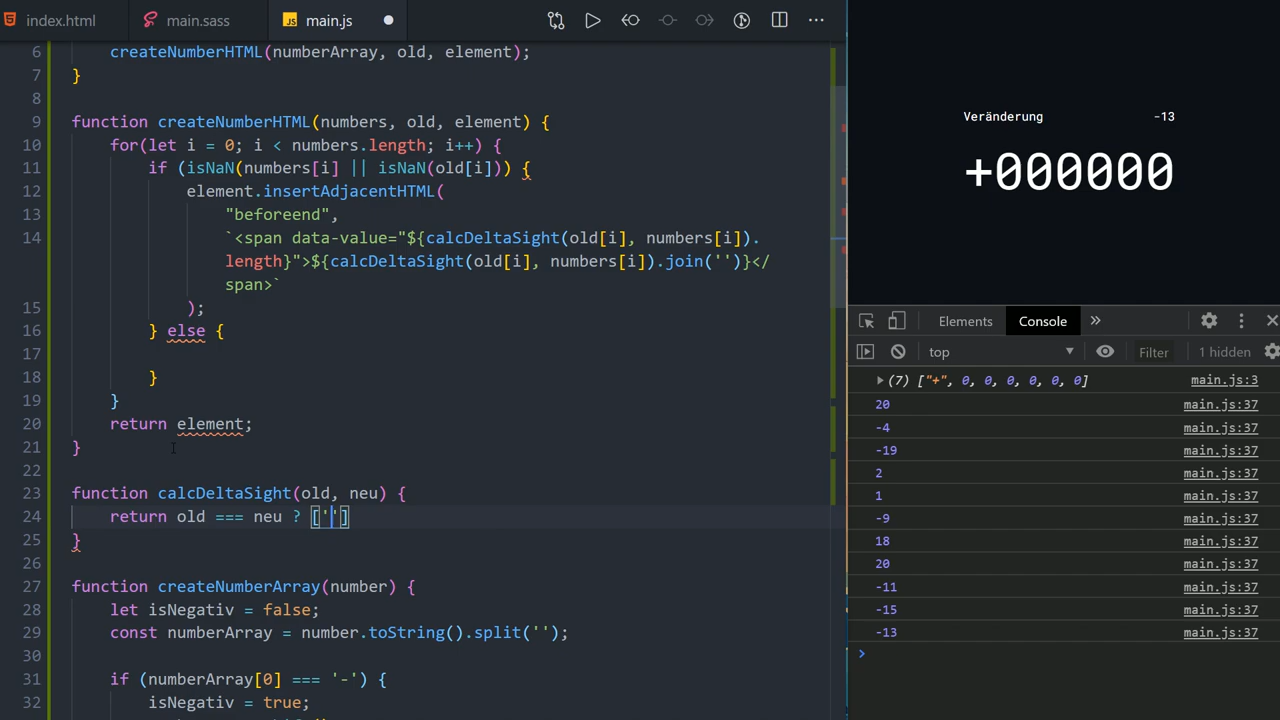 index.html main.sass JS main.js
6 createNumberHTML(numberArray, old, element);
7 }
8
9 function createNumberHTML(numbers, old, element) {
10 for(let i = 0; i < numbers.length; i++) {
11 if (isNaN(numbers[i] || isNaN(old[i])) {
12 element.insertAdjacentHTML(
13 "beforeend",
14 `<span data-value="${calcDeltaSight(old[i], numbers[i]).
length}">${calcDeltaSight(old[i], numbers[i]).join('')}</
span>`
15 );
16 } else {
17
18 }
19 }
20 return element;
21 }
22
23 function calcDeltaSight(old, neu) {
24 return old === neu ? ['']
25 }
26
27 function createNumberArray(number) {
28 let isNegativ = false;
29 const numberArray = number.toString().split('');
30
31 if (numberArray[0] === '-') {
32 isNegativ = true;
Veränderung -13
+000000
Elements Console »
top Filter 1 hidden
(7) ["+", 0, 0, 0, 0, 0, 0] main.js:3
20 main.js:37
-4 main.js:37
-19 main.js:37
2 main.js:37
1 main.js:37
-9 main.js:37
18 main.js:37
20 main.js:37
-11 main.js:37
-15 main.js:37
-13 main.js:37
>